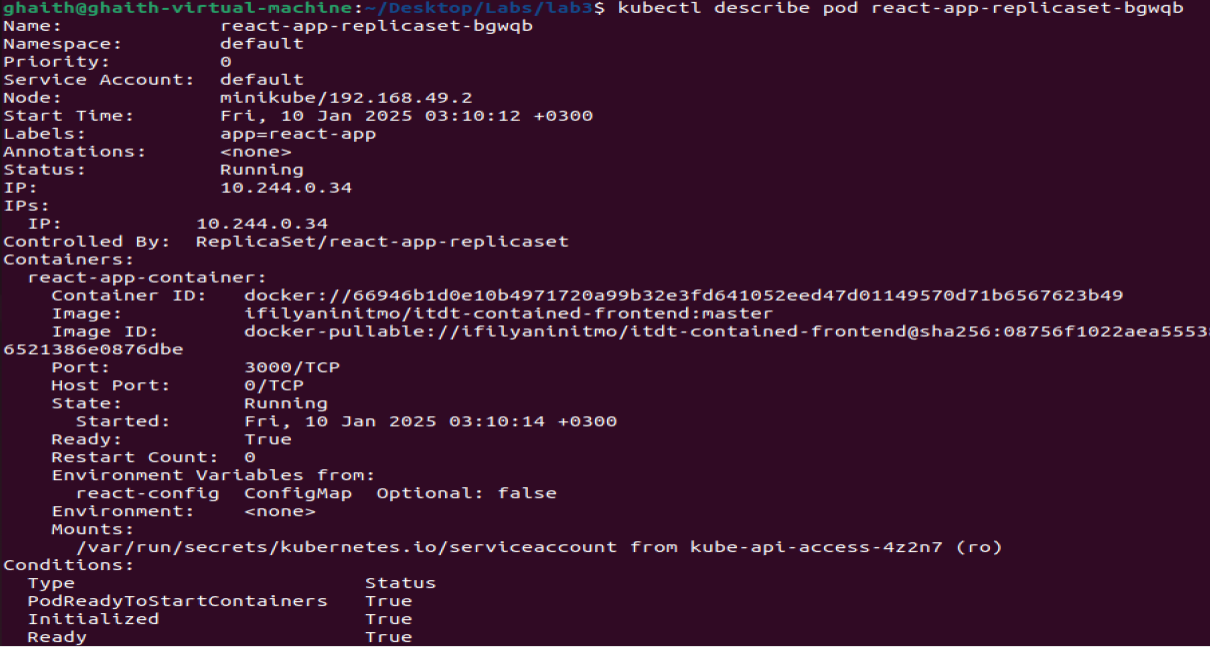 ghaith@ghaith-virtual-machine:~/Desktop/Labs/lab3$ kubectl describe pod react-app-replicaset-bgwqb
Name:             react-app-replicaset-bgwqb
Namespace:        default
Priority:         0
Service Account:  default
Node:             minikube/192.168.49.2
Start Time:       Fri, 10 Jan 2025 03:10:12 +0300
Labels:           app=react-app
Annotations:      <none>
Status:           Running
IP:               10.244.0.34
IPs:
  IP:           10.244.0.34
Controlled By:  ReplicaSet/react-app-replicaset
Containers:
  react-app-container:
    Container ID:   docker://66946b1d0e10b4971720a99b32e3fd641052eed47d01149570d71b6567623b49
    Image:          ifilyaninitmo/itdt-contained-frontend:master
    Image ID:       docker-pullable://ifilyaninitmo/itdt-contained-frontend@sha256:08756f1022aea5553
6521386e0876dbe
    Port:           3000/TCP
    Host Port:      0/TCP
    State:          Running
      Started:      Fri, 10 Jan 2025 03:10:14 +0300
    Ready:          True
    Restart Count:  0
    Environment Variables from:
      react-config  ConfigMap  Optional: false
    Environment:    <none>
    Mounts:
      /var/run/secrets/kubernetes.io/serviceaccount from kube-api-access-4z2n7 (ro)
Conditions:
  Type                        Status
  PodReadyToStartContainers   True
  Initialized                 True
  Ready                       True